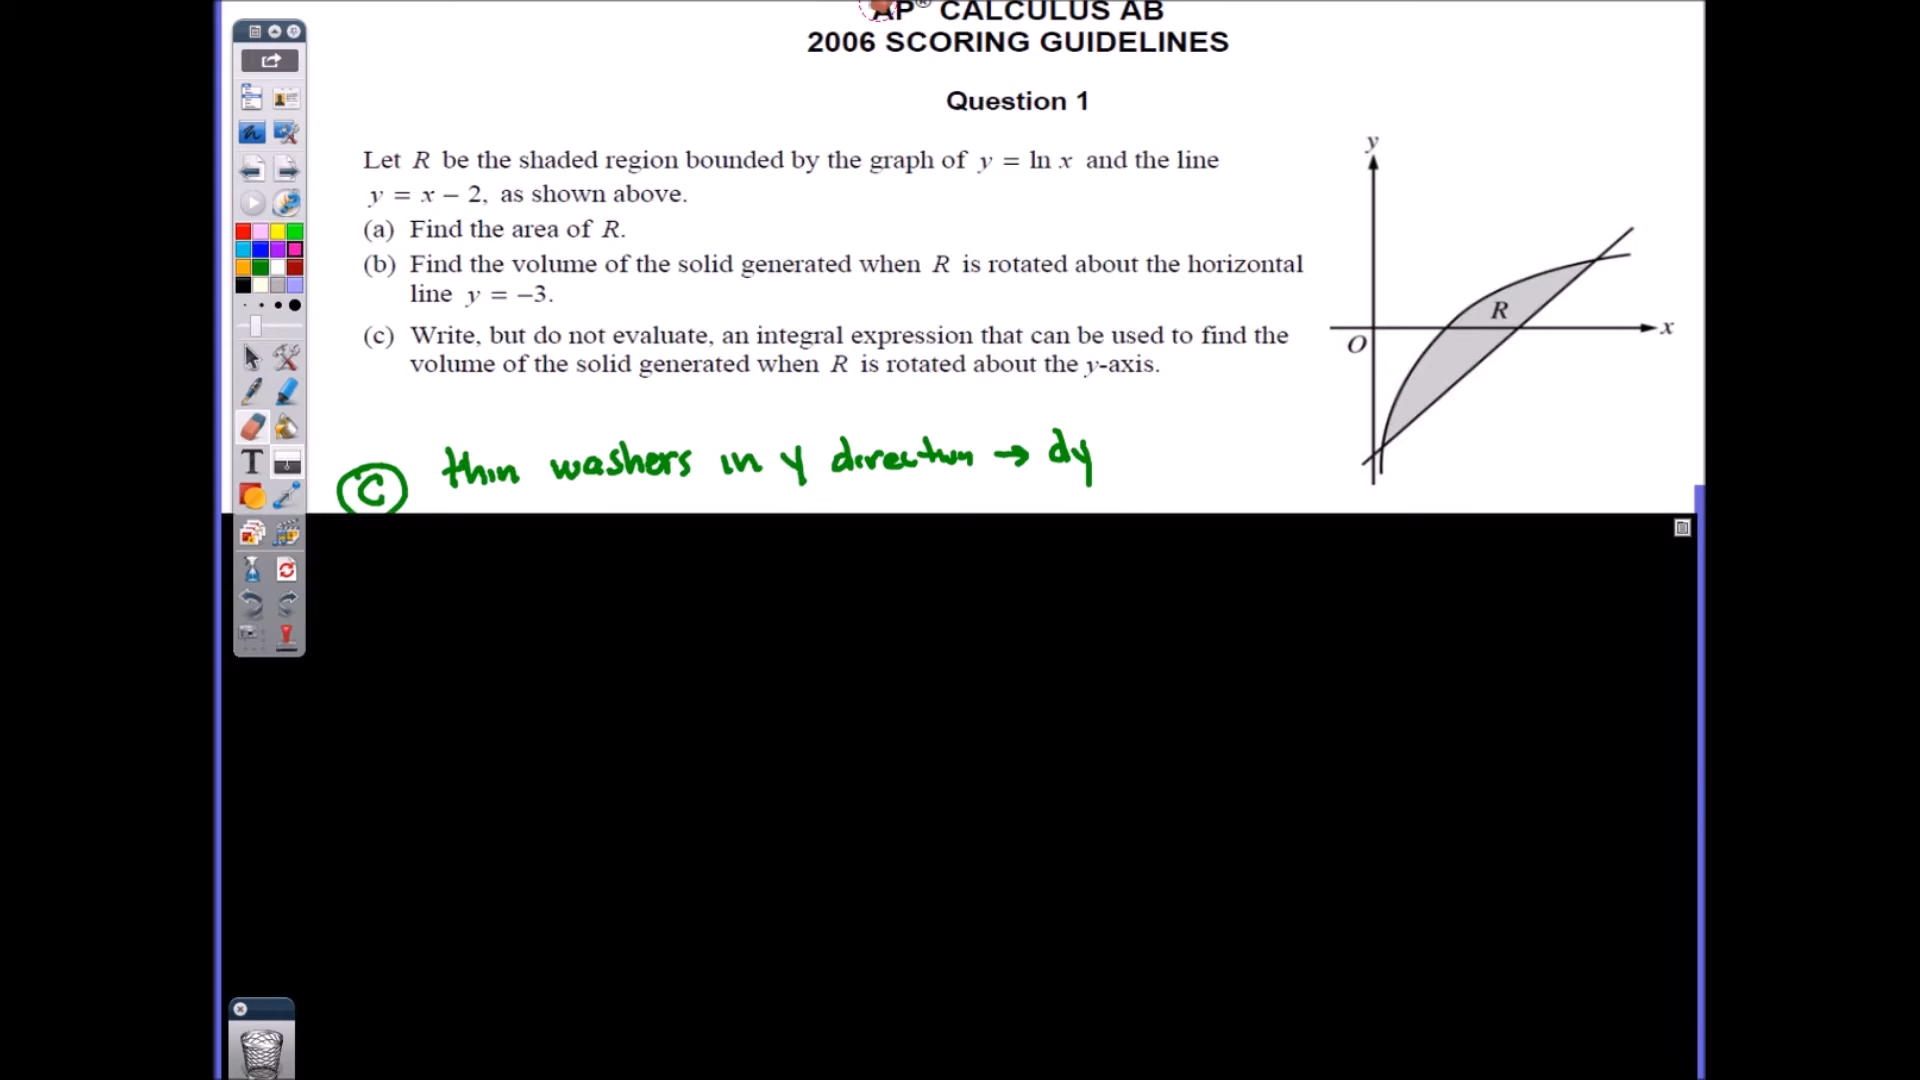 AP® CALCULUS AB
2006 SCORING GUIDELINES
Question 1
Let R be the shaded region bounded by the graph of y = ln x and the line
y = x − 2, as shown above.
(a) Find the area of R.
(b) Find the volume of the solid generated when R is rotated about the horizontal
line y = −3.
(c) Write, but do not evaluate, an integral expression that can be used to find the
volume of the solid generated when R is rotated about the y-axis.
y
R
x
O
C thin washers in y direction → dy
T